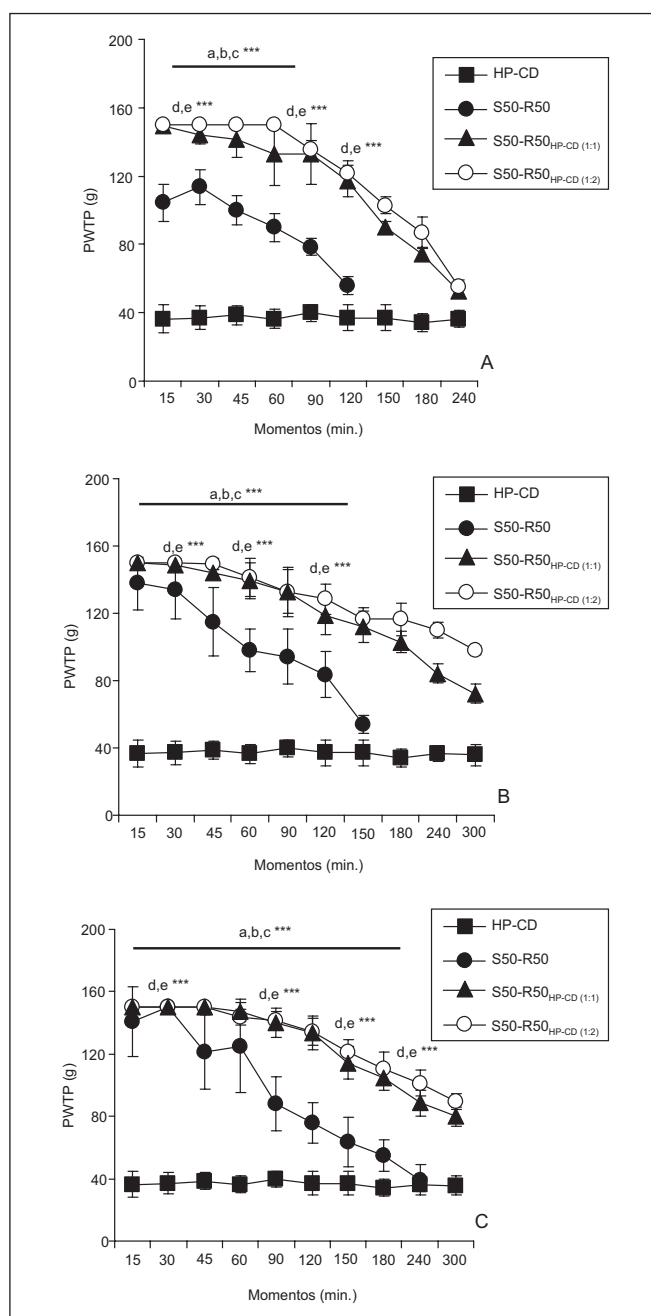 200
160
120
80
40
0
PWTP (g)
a,b,c ***
d,e ***
d,e ***
d,e ***
HP-CD
S50-R50
S50-R50HP-CD (1:1)
S50-R50HP-CD (1:2)
A
15 30 45 60 90 120 150 180 240
Momentos (min.)
200
160
120
80
40
0
PWTP (g)
a,b,c ***
d,e ***
d,e ***
d,e ***
HP-CD
S50-R50
S50-R50HP-CD (1:1)
S50-R50HP-CD (1:2)
B
15 30 45 60 90 120 150 180 240 300
Momentos (min.)
200
160
120
80
40
0
PWTP (g)
a,b,c ***
d,e ***
d,e ***
d,e ***
d,e ***
HP-CD
S50-R50
S50-R50HP-CD (1:1)
S50-R50HP-CD (1:2)
C
15 30 45 60 90 120 150 180 240 300
Momentos (min.)